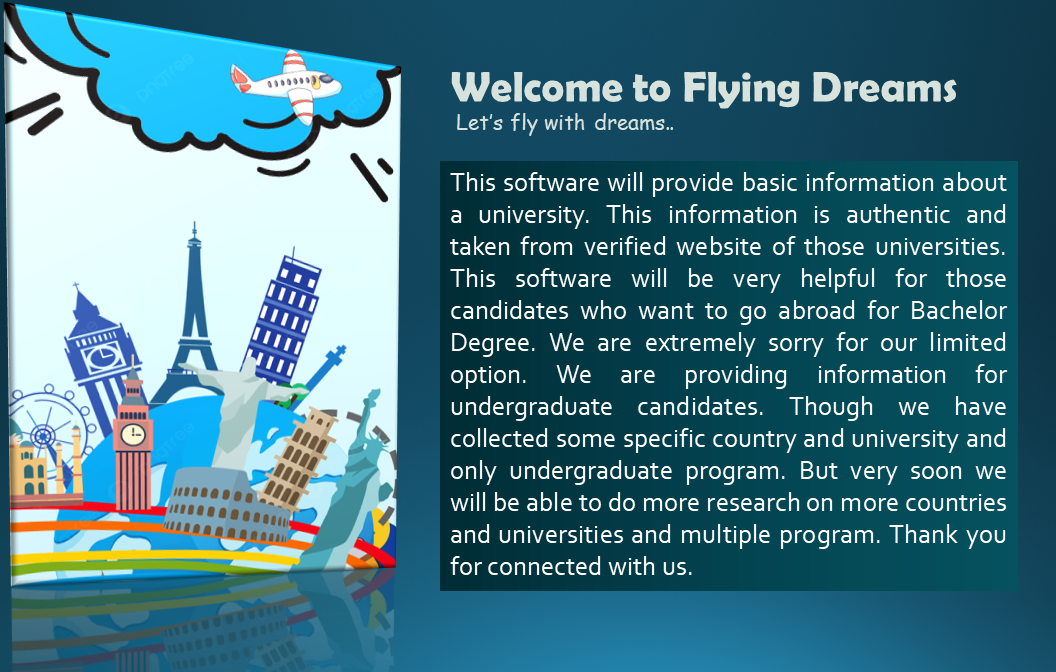 Welcome to Flying Dreams
Let's fly with dreams..
This software will provide basic information about
a university. This information is authentic and
taken from verified website of those universities.
This software will be very helpful for those
candidates who want to go abroad for Bachelor
Degree. We are extremely sorry for our limited
option. We are providing information for
undergraduate candidates. Though we have
collected some specific country and university and
only undergraduate program. But very soon we
will be able to do more research on more countries
and universities and multiple program. Thank you
for connected with us.